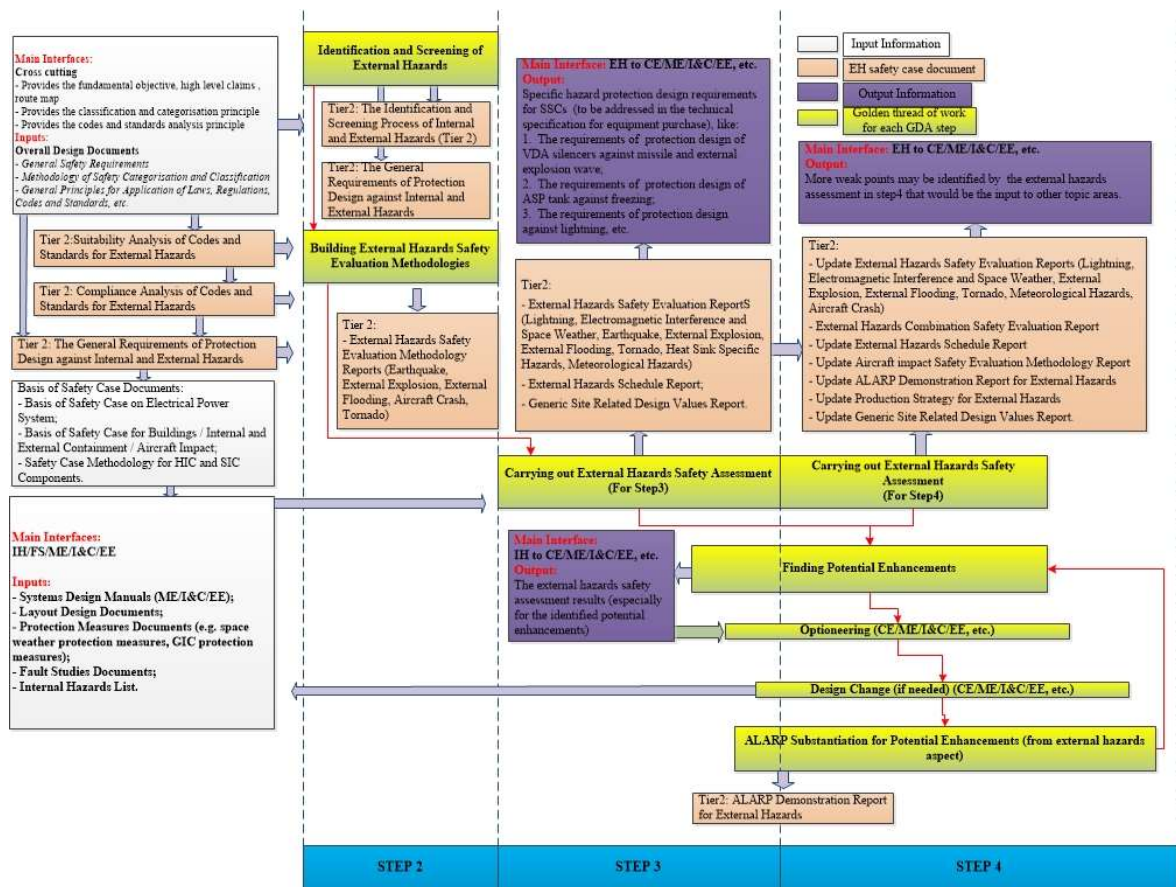 Main Interfaces:
Cross cutting
- Provides the fundamental objective, high level claims ,
route map
- Provides the classification and categorisation principle
- Provides the codes and standards analysis principle
Inputs:
Overall Design Documents
- General Safety Requirements
- Methodology of Safety Categorisation and Classification
- General Principles for Application of Laws, Regulations,
Codes and Standards, etc.
Tier 2:Suitability Analysis of Codes and
Standards for External Hazards
Tier 2: Compliance Analysis of Codes and
Standards for External Hazards
Tier 2: The General Requirements of Protection
Design against Internal and External Hazards
Basis of Safety Case Documents:
- Basis of Safety Case on Electrical Power
System;
- Basis of Safety Case for Buildings / Internal and
External Containment / Aircraft Impact;
- Safety Case Methodology for HIC and SIC
Components.
Main Interfaces:
IH/FS/ME/I&C/EE
Inputs:
- Systems Design Manuals (ME/I&C/EE);
- Layout Design Documents;
- Protection Measures Documents (e.g. space
weather protection measures, GIC protection
measures);
- Fault Studies Documents;
- Internal Hazards List.
Identification and Screening of
External Hazards
Tier2: The Identification and
Screening Process of Internal
and External Hazards (Tier 2)
Tier2: The General
Requirements of Protection
Design against Internal and
External Hazards
Building External Hazards Safety
Evaluation Methodologies
Tier 2:
- External Hazards Safety
Evaluation Methodology
Reports (Earthquake,
External Explosion, External
Flooding, Aircraft Crash,
Tornado)
Main Interface: EH to CE/ME/I&C/EE, etc.
Output:
Specific hazard protection design requirements
for SSCs (to be addressed in the technical
specification for equipment purchase), like:
1. The requirements of protection design of
VDA silencers against missile and external
explosion wave;
2. The requirements of protection design of
ASP tank against freezing;
3. The requirements of protection design
against lightning, etc.
Tier2:
- External Hazards Safety Evaluation ReportS
(Lightning, Electromagnetic Interference and
Space Weather, Earthquake, External Explosion,
External Flooding, Tornado, Heat Sink Specific
Hazards, Meteorological Hazards)
- External Hazards Schedule Report;
- Generic Site Related Design Values Report.
Carrying out External Hazards Safety Assessment
(For Step3)
Input Information
EH safety case document
Output Information
Golden thread of work
for each GDA step
Main Interface: EH to CE/ME/I&C/EE, etc.
Output:
More weak points may be identified by the external hazards
assessment in step4 that would be the input to other topic areas.
Tier2:
- Update External Hazards Safety Evaluation Reports (Lightning,
Electromagnetic Interference and Space Weather, External
Explosion, External Flooding, Tornado, Meteorological Hazards,
Aircraft Crash)
- External Hazards Combination Safety Evaluation Report
- Update External Hazards Schedule Report
- Update Aircraft impact Safety Evaluation Methodology Report
- Update ALARP Demonstration Report for External Hazards
- Update Production Strategy for External Hazards
- Update Generic Site Related Design Values Report.
Carrying out External Hazards Safety
Assessment
(For Step4)
Main Interface:
IH to CE/ME/I&C/EE, etc.
Output:
The external hazards safety
assessment results (especially
for the identified potential
enhancements)
Finding Potential Enhancements
Optioneering (CE/ME/I&C/EE, etc.)
Design Change (if needed) (CE/ME/I&C/EE, etc.)
ALARP Substantiation for Potential Enhancements (from external hazards
aspect)
Tier2: ALARP Demonstration Report
for External Hazards
STEP 2
STEP 3
STEP 4